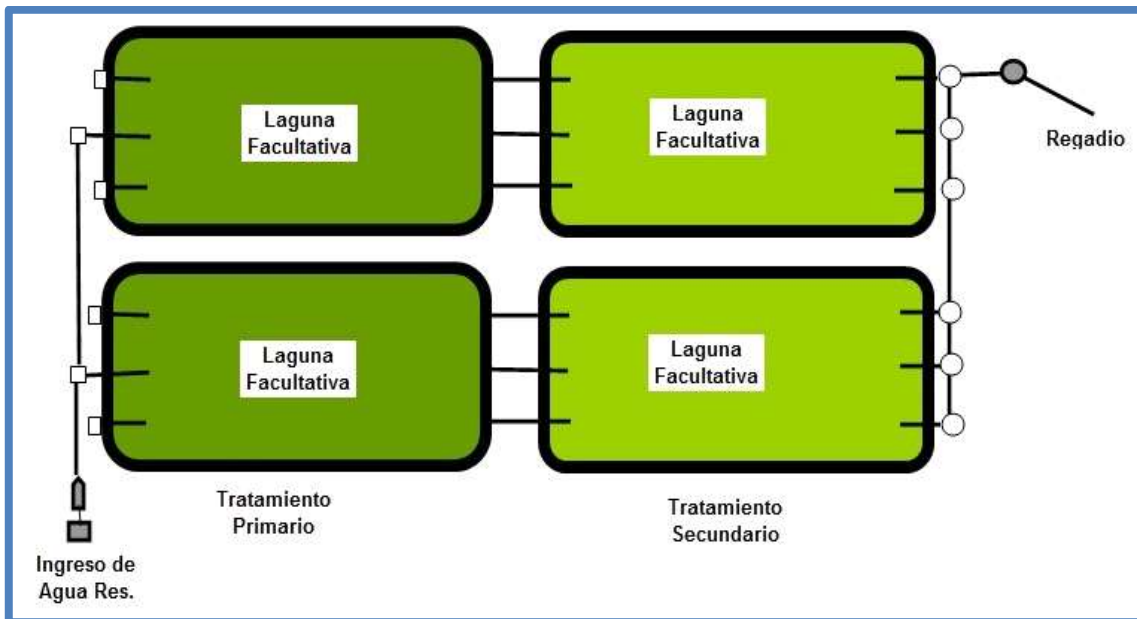 Laguna
Facultativa
Laguna
Facultativa
Regadio
Laguna
Facultativa
Laguna
Facultativa
Tratamiento
Primario
Tratamiento
Secundario
Ingreso de
Agua Res.